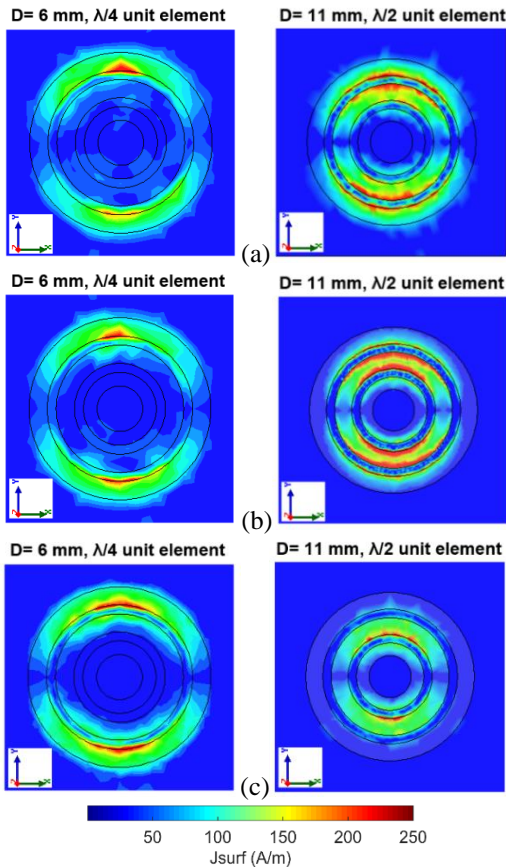 D= 6 mm, λ/4 unit element
D= 11 mm, λ/2 unit element
Y
Z
X
Y
Z
X
(a)
D= 6 mm, λ/4 unit element
D= 11 mm, λ/2 unit element
Y
Z
X
Y
Z
X
(b)
D= 6 mm, λ/4 unit element
D= 11 mm, λ/2 unit element
Y
Z
X
Y
Z
X
(c)
50 100 150 200 250
Jsurf (A/m)